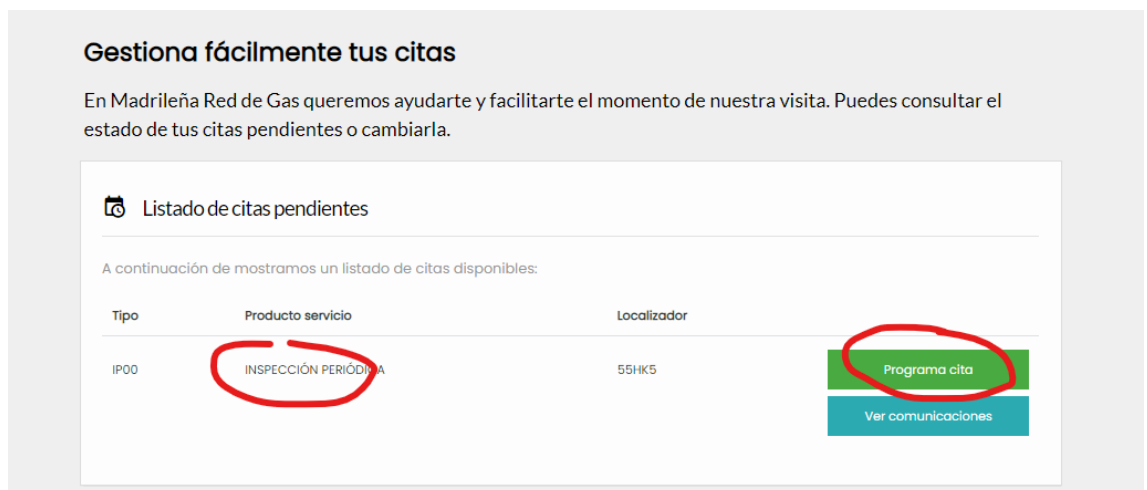 Gestiona fácilmente tus citas
En Madrileña Red de Gas queremos ayudarte y facilitarte el momento de nuestra visita. Puedes consultar el
estado de tus citas pendientes o cambiarla.
Listado de citas pendientes
A continuación de mostramos un listado de citas disponibles:
Tipo Producto servicio Localizador
IP00 INSPECCIÓN PERIÓDICA 55HK5 Programa cita
Ver comunicaciones